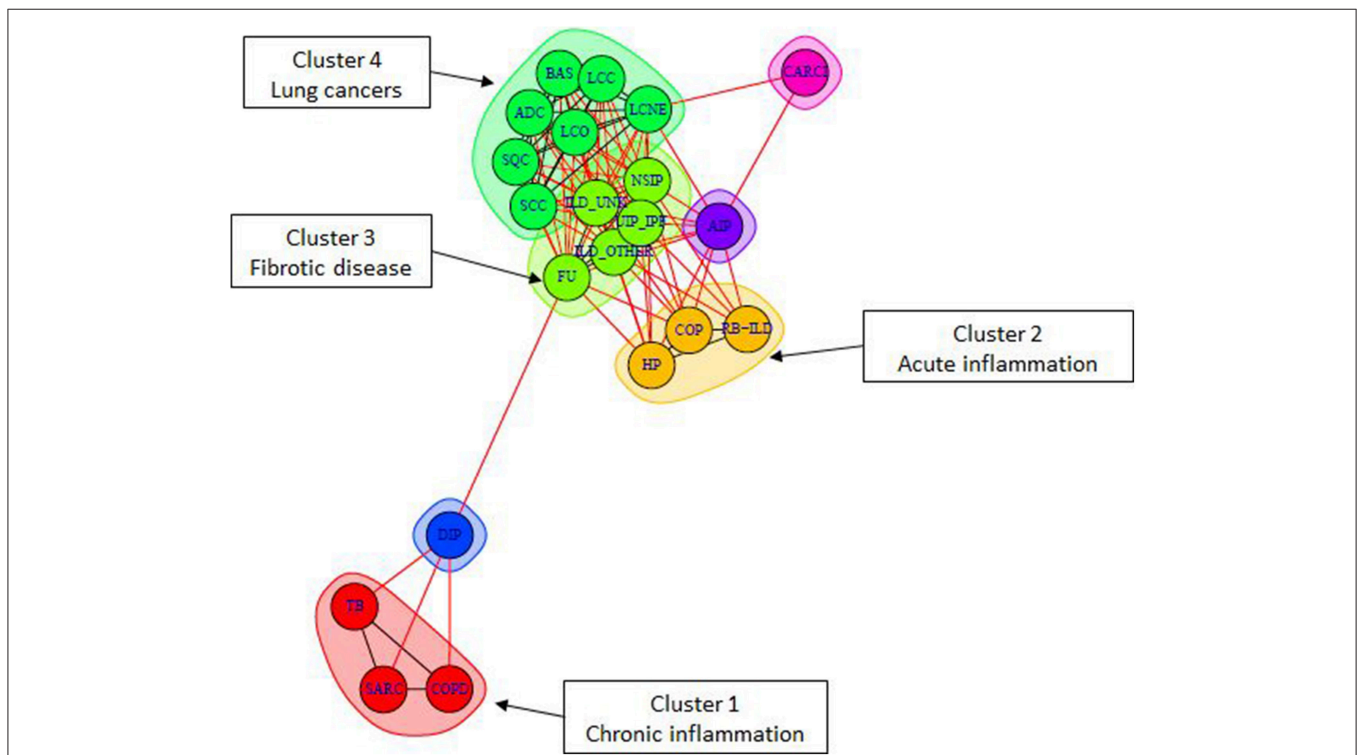 Cluster 4
Lung cancers
BAS
LCC
CARCI
ADC
LCNE
LCO
SQC
NSIP
SCC
ILD_UNK
UIP_IPF
AIP
Cluster 3
Fibrotic disease
ILD_OTHER
FU
COP
RB-ILD
HP
Cluster 2
Acute inflammation
DIP
TB
SARC
COPD
Cluster 1
Chronic inflammation